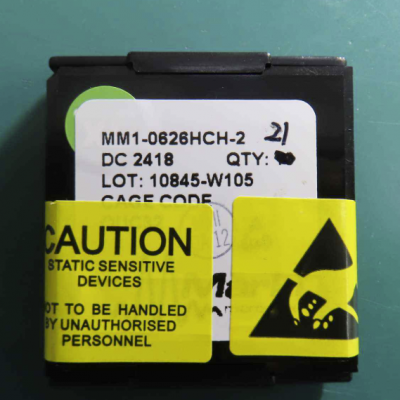 MM1-0626HCH-2
DC 2418 QTY: 21
LOT: 10845-W105
CAGE CODE
CAUTION
STATIC SENSITIVE
DEVICES
NOT TO BE HANDLED
BY UNAUTHORISED
PERSONNEL